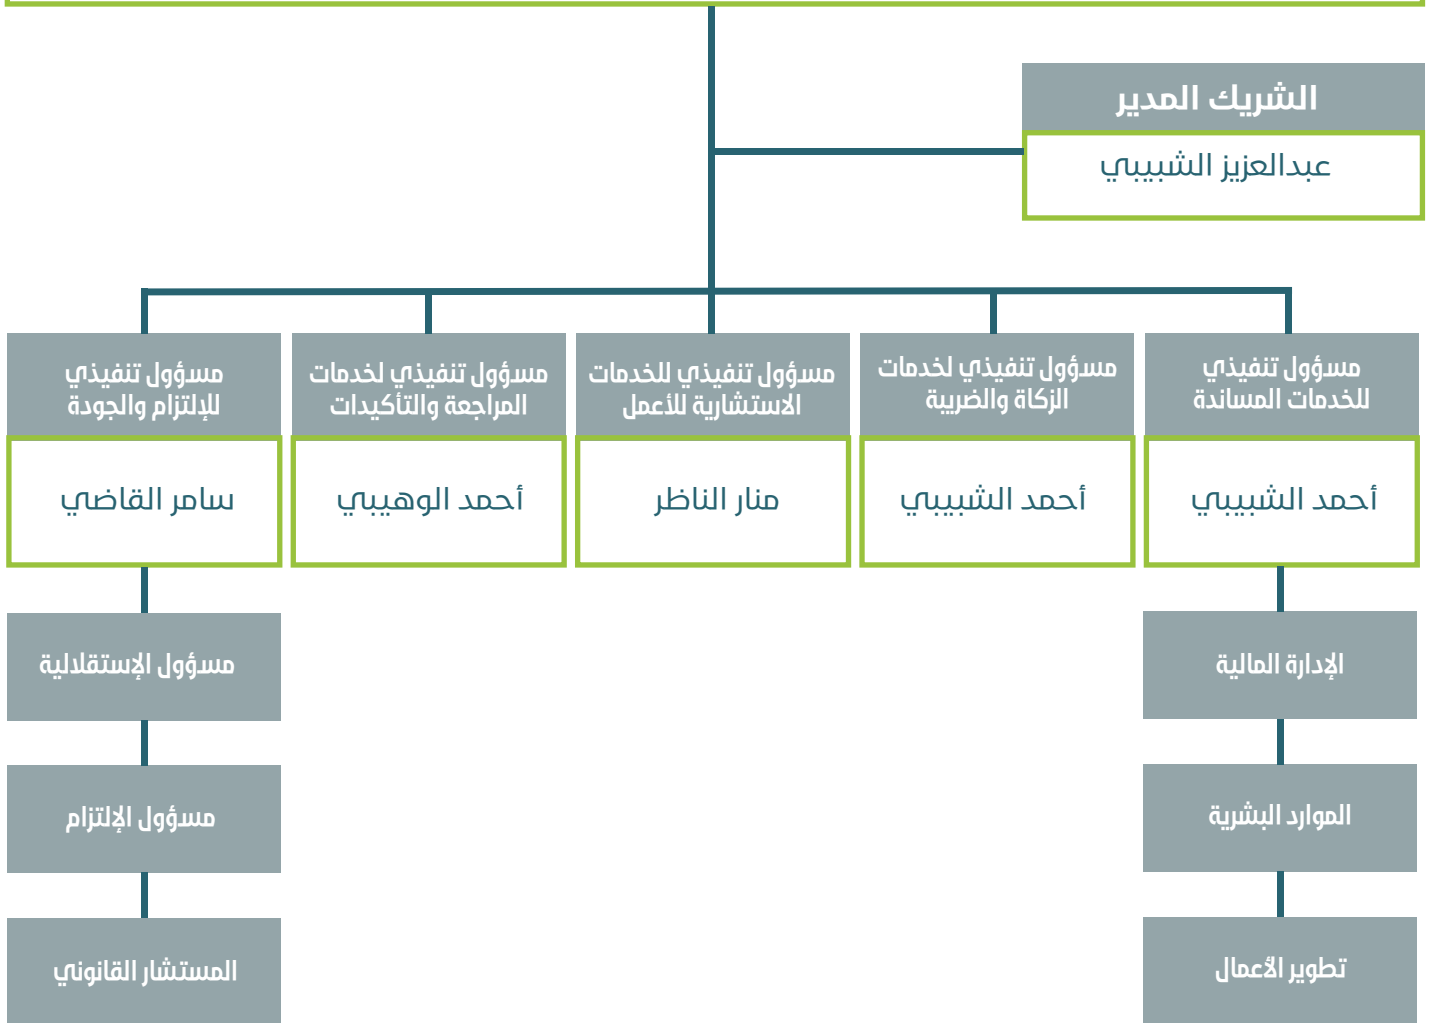 الشريك المدير
عبدالعزيز الشبيبي
مسؤول تنفيذي
للخدمات المساندة
أحمد الشبيبي
مسؤول تنفيذي لخدمات
الزكاة والضريبة
أحمد الشبيبي
مسؤول تنفيذي للخدمات
الاستشارية للأعمل
منار الناظر
مسؤول تنفيذي لخدمات
المراجعة والتأكيدات
أحمد الوهيبي
مسؤول تنفيذي
للإلتزام والجودة
سامر القاضي
الإدارة المالية
الموارد البشرية
تطوير الأعمال
مسؤول الإستقلالية
مسؤول الإلتزام
المستشار القانوني